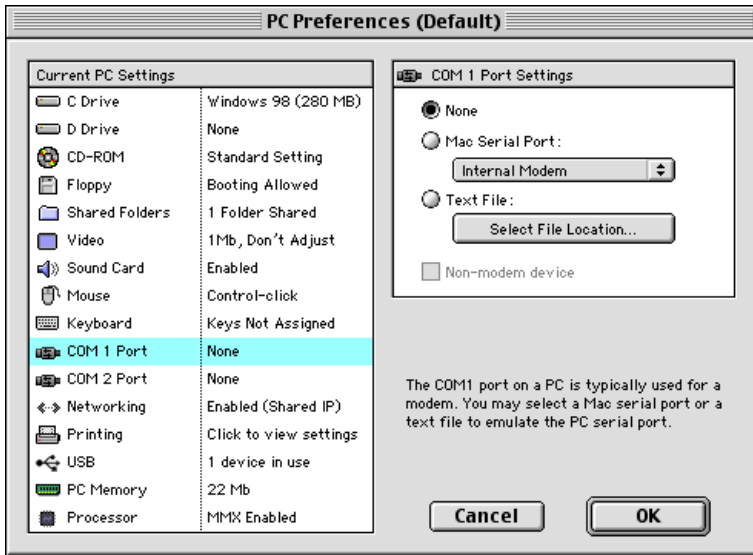 PC Preferences (Default)
Current PC Settings
C Drive Windows 98 (280 MB)
D Drive None
CD-ROM Standard Setting
Floppy Booting Allowed
Shared Folders 1 Folder Shared
Video 1Mb, Don't Adjust
Sound Card Enabled
Mouse Control-click
Keyboard Keys Not Assigned
COM 1 Port None
COM 2 Port None
Networking Enabled (Shared IP)
Printing Click to view settings
USB 1 device in use
PC Memory 22 Mb
Processor MMX Enabled
COM 1 Port Settings
None
Mac Serial Port:
Internal Modem
Text File:
Select File Location...
Non-modem device
The COM1 port on a PC is typically used for a
modem. You may select a Mac serial port or a
text file to emulate the PC serial port.
Cancel OK